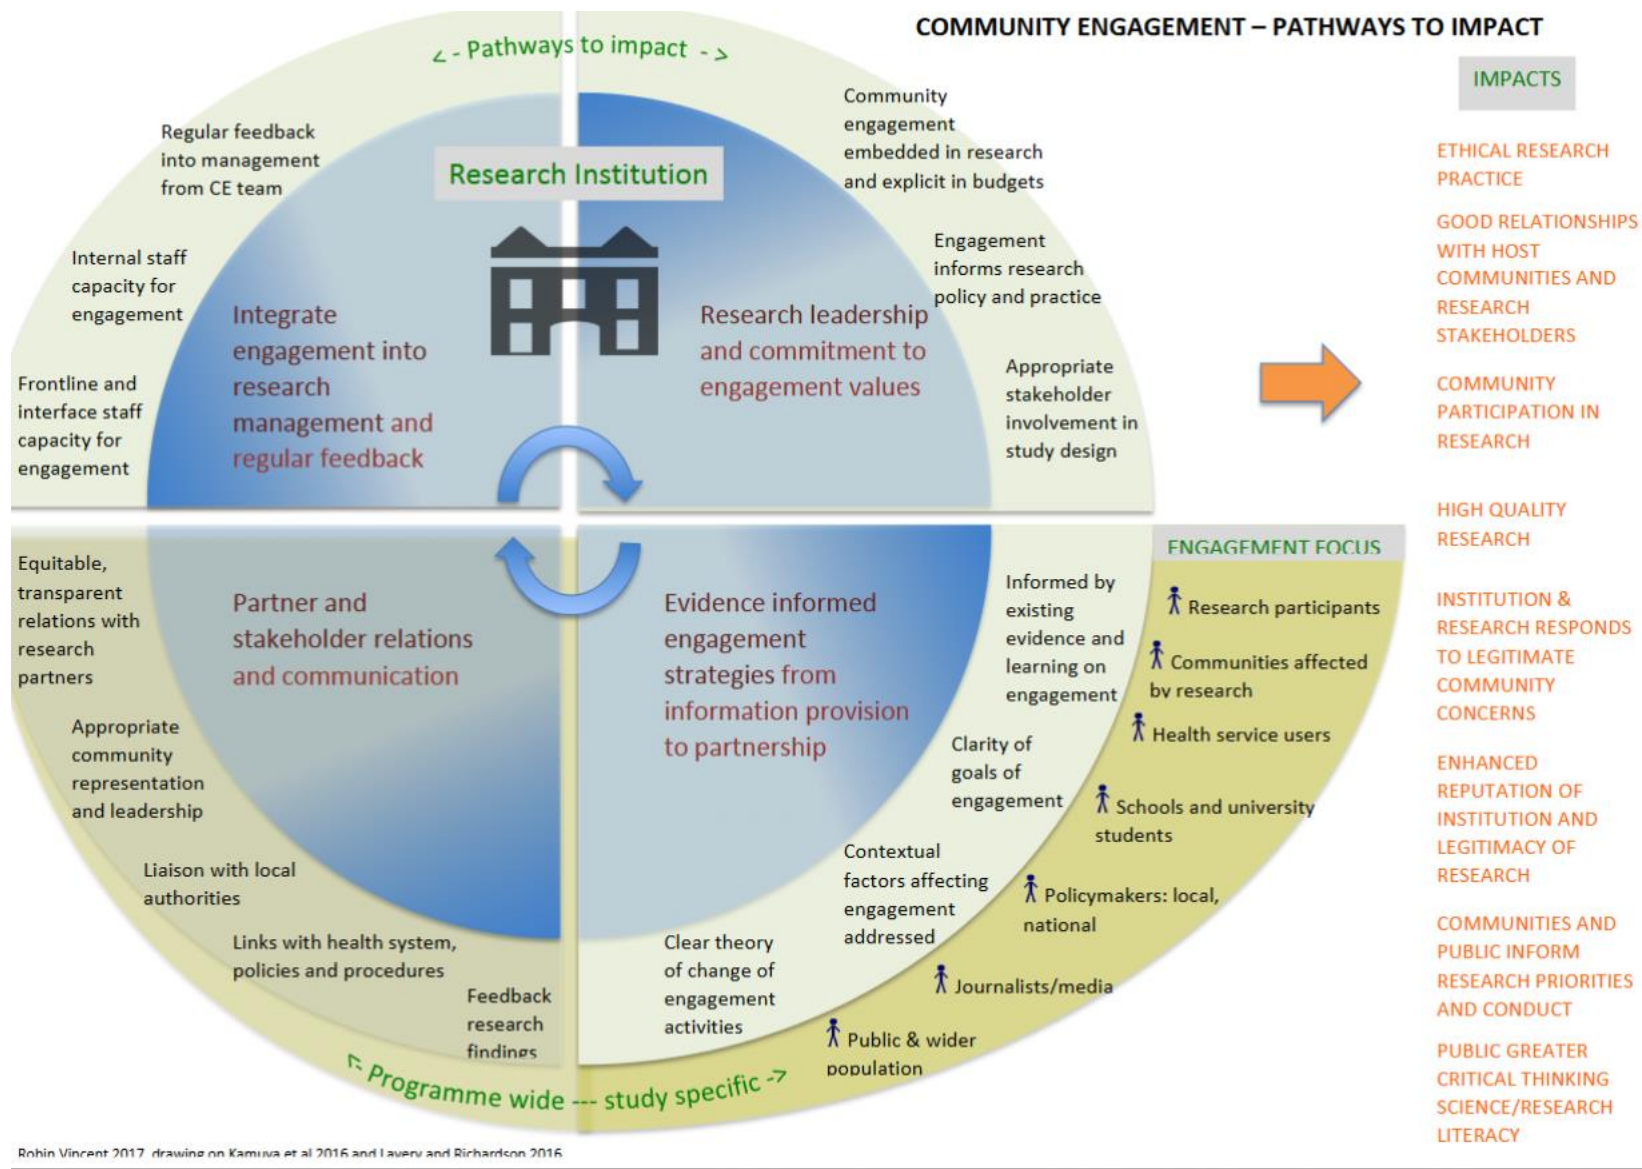 COMMUNITY ENGAGEMENT – PATHWAYS TO IMPACT
< - Pathways to impact - >
Research Institution
Regular feedback
into management
from CE team
Internal staff
capacity for
engagement
Frontline and
interface staff
capacity for
engagement
Integrate
engagement into
research
management and
regular feedback
Research leadership
and commitment to
engagement values
Community
engagement
embedded in research
and explicit in budgets
Engagement
informs research
policy and practice
Appropriate
stakeholder
involvement in
study design
Equitable,
transparent
relations with
research
partners
Appropriate
community
representation
and leadership
Liaison with local
authorities
Links with health system,
policies and procedures
Feedback
research
findings
Partner and
stakeholder relations
and communication
Evidence informed
engagement
strategies from
information provision
to partnership
Informed by
existing
evidence and
learning on
engagement
Clarity of
goals of
engagement
Contextual
factors affecting
engagement
addressed
Clear theory
of change of
engagement
activities
ENGAGEMENT FOCUS
Research participants
Communities affected
by research
Health service users
Schools and university
students
Policymakers: local,
national
Journalists/media
Public & wider
population
<- Programme wide --- study specific ->
IMPACTS
ETHICAL RESEARCH
PRACTICE
GOOD RELATIONSHIPS
WITH HOST
COMMUNITIES AND
RESEARCH
STAKEHOLDERS
COMMUNITY
PARTICIPATION IN
RESEARCH
HIGH QUALITY
RESEARCH
INSTITUTION &
RESEARCH RESPONDS
TO LEGITIMATE
COMMUNITY
CONCERNS
ENHANCED
REPUTATION OF
INSTITUTION AND
LEGITIMACY OF
RESEARCH
COMMUNITIES AND
PUBLIC INFORM
RESEARCH PRIORITIES
AND CONDUCT
PUBLIC GREATER
CRITICAL THINKING
SCIENCE/RESEARCH
LITERACY
Robin Vincent 2017, drawing on Kamuya et al 2016 and Lavery and Richardson 2016